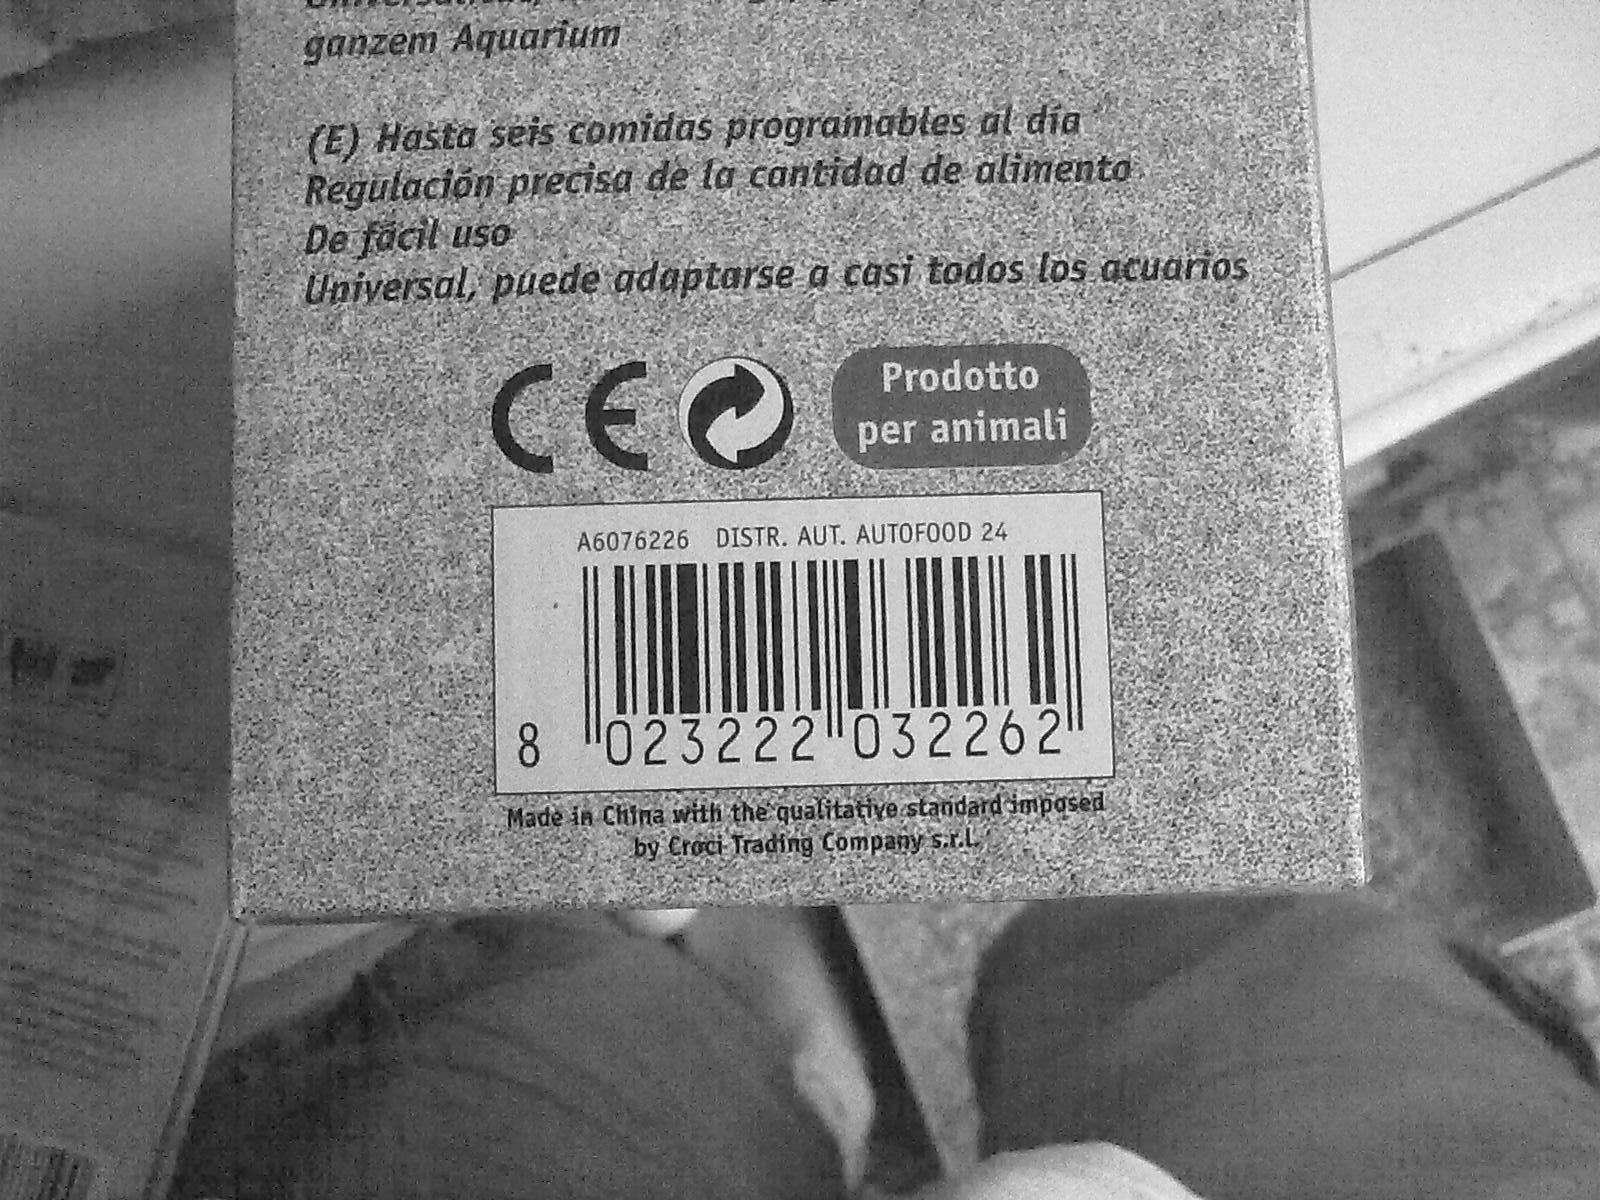 ganzem Aquarium
(E) Hasta seis comidas programables al día
Regulación precisa de la cantidad de alimento
De fácil uso
Universal, puede adaptarse a casi todos los acuarios
CE
Prodotto
per animali
A6076226 DISTR. AUT. AUTOFOOD 24
8 023222 032262
Made in China with the qualitative standard imposed
by Croci Trading Company s.r.l.